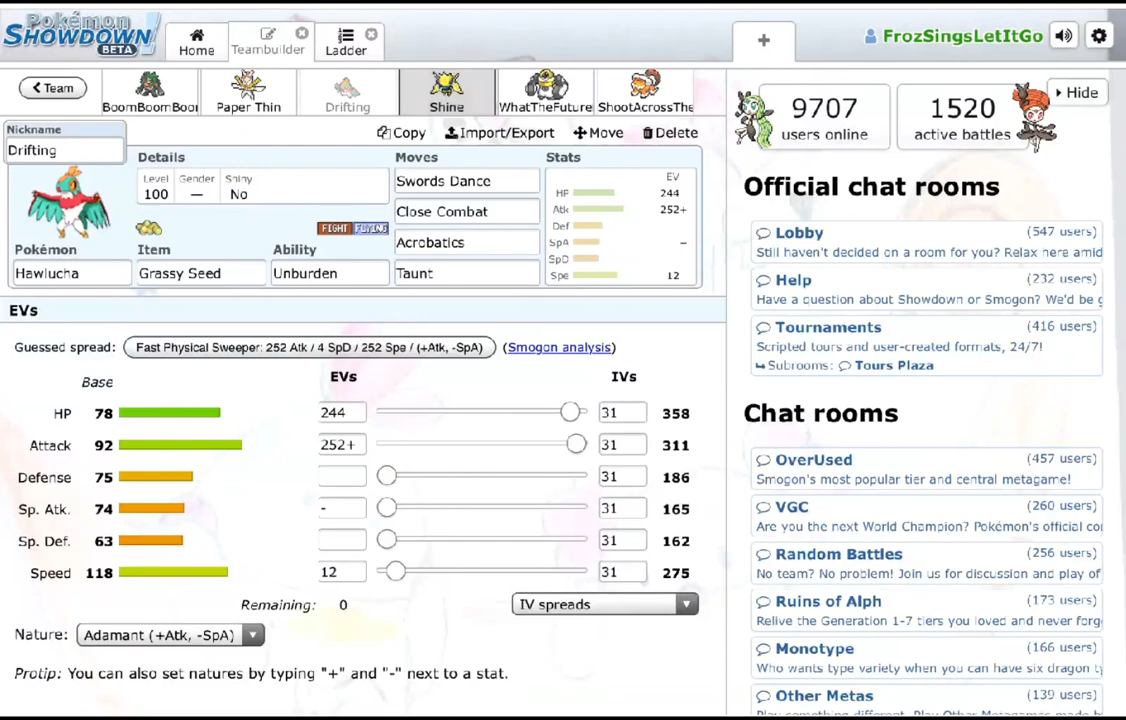 Pokémon
SHOWDOWN
BETA
Home
Teambuilder
Ladder
+
FrozSingsLetItGo
Team
BoomBoomBoo
Paper Thin
Drifting
Shine
WhatTheFuture
ShootAcrossThe
9707
users online
1520
active battles
Hide
Copy
Import/Export
Move
Delete
Nickname
Drifting
Details
Moves
Stats
Level
Gender
Shiny
100
—
No
FIGHT
FLYING
Pokémon
Item
Ability
Hawlucha
Grassy Seed
Unburden
Swords Dance
Close Combat
Acrobatics
Taunt
EV
HP 244
Atk 252+
Def
SpA –
SpD
Spe 12
EVs
Guessed spread: Fast Physical Sweeper: 252 Atk / 4 SpD / 252 Spe / (+Atk, -SpA) (Smogon analysis)
Base EVs IVs
HP 78 244 31 358
Attack 92 252+ 31 311
Defense 75 31 186
Sp. Atk. 74 - 31 165
Sp. Def. 63 31 162
Speed 118 12 31 275
Remaining: 0
IV spreads
Nature: Adamant (+Atk, -SpA)
Protip: You can also set natures by typing "+" and "-" next to a stat.
Official chat rooms
Lobby (547 users)
Still haven't decided on a room for you? Relax here amid
Help (232 users)
Have a question about Showdown or Smogon? We'd be g
Tournaments (416 users)
Scripted tours and user-created formats, 24/7!
Subrooms: Tours Plaza
Chat rooms
OverUsed (457 users)
Smogon's most popular tier and central metagame!
VGC (260 users)
Are you the next World Champion? Pokémon's official co
Random Battles (256 users)
No team? No problem! Join us for discussion and play of
Ruins of Alph (173 users)
Relive the Generation 1-7 tiers you loved and never forg
Monotype (166 users)
Who wants type variety when you can have six dragon ty
Other Metas (139 users)